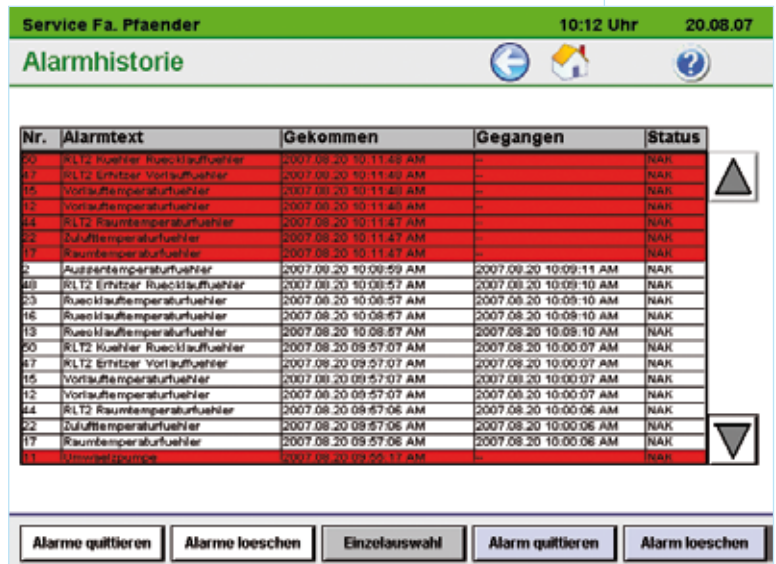 Service Fa. Pfaender 10:12 Uhr 20.08.07
Alarmhistorie
Nr. Alarmtext Gekommen Gegangen Status
50 RLT2 Kuehler Ruecklauffuehler 2007.08.20 10:11:48 AM -- NAK
47 RLT2 Erhitzer Vorlauffuehler 2007.08.20 10:11:48 AM -- NAK
15 Vorlauftemperaturfuehler 2007.08.20 10:11:48 AM -- NAK
12 Vorlauftemperaturfuehler 2007.08.20 10:11:48 AM -- NAK
44 RLT2 Raumtemperaturfuehler 2007.08.20 10:11:47 AM -- NAK
22 Zulufttemperaturfuehler 2007.08.20 10:11:47 AM -- NAK
17 Raumtemperaturfuehler 2007.08.20 10:11:47 AM -- NAK
2 Aussentemperaturfuehler 2007.08.20 10:08:59 AM 2007.08.20 10:09:11 AM NAK
48 RLT2 Erhitzer Ruecklauffuehler 2007.08.20 10:08:57 AM 2007.08.20 10:09:10 AM NAK
23 Ruecklauftemperaturfuehler 2007.08.20 10:08:57 AM 2007.08.20 10:09:10 AM NAK
16 Ruecklauftemperaturfuehler 2007.08.20 10:08:57 AM 2007.08.20 10:09:10 AM NAK
13 Ruecklauftemperaturfuehler 2007.08.20 10:08:57 AM 2007.08.20 10:09:10 AM NAK
50 RLT2 Kuehler Ruecklauffuehler 2007.08.20 09:57:07 AM 2007.08.20 10:00:07 AM NAK
47 RLT2 Erhitzer Vorlauffuehler 2007.08.20 09:57:07 AM 2007.08.20 10:00:07 AM NAK
15 Vorlauftemperaturfuehler 2007.08.20 09:57:07 AM 2007.08.20 10:00:07 AM NAK
12 Vorlauftemperaturfuehler 2007.08.20 09:57:07 AM 2007.08.20 10:00:07 AM NAK
44 RLT2 Raumtemperaturfuehler 2007.08.20 09:57:06 AM 2007.08.20 10:00:06 AM NAK
22 Zulufttemperaturfuehler 2007.08.20 09:57:06 AM 2007.08.20 10:00:06 AM NAK
17 Raumtemperaturfuehler 2007.08.20 09:57:06 AM 2007.08.20 10:00:06 AM NAK
11 Umwaelzpumpe 2007.08.20 09:55:17 AM -- NAK
Alarme quittieren Alarme loeschen Einzelauswahl Alarm quittieren Alarm loeschen